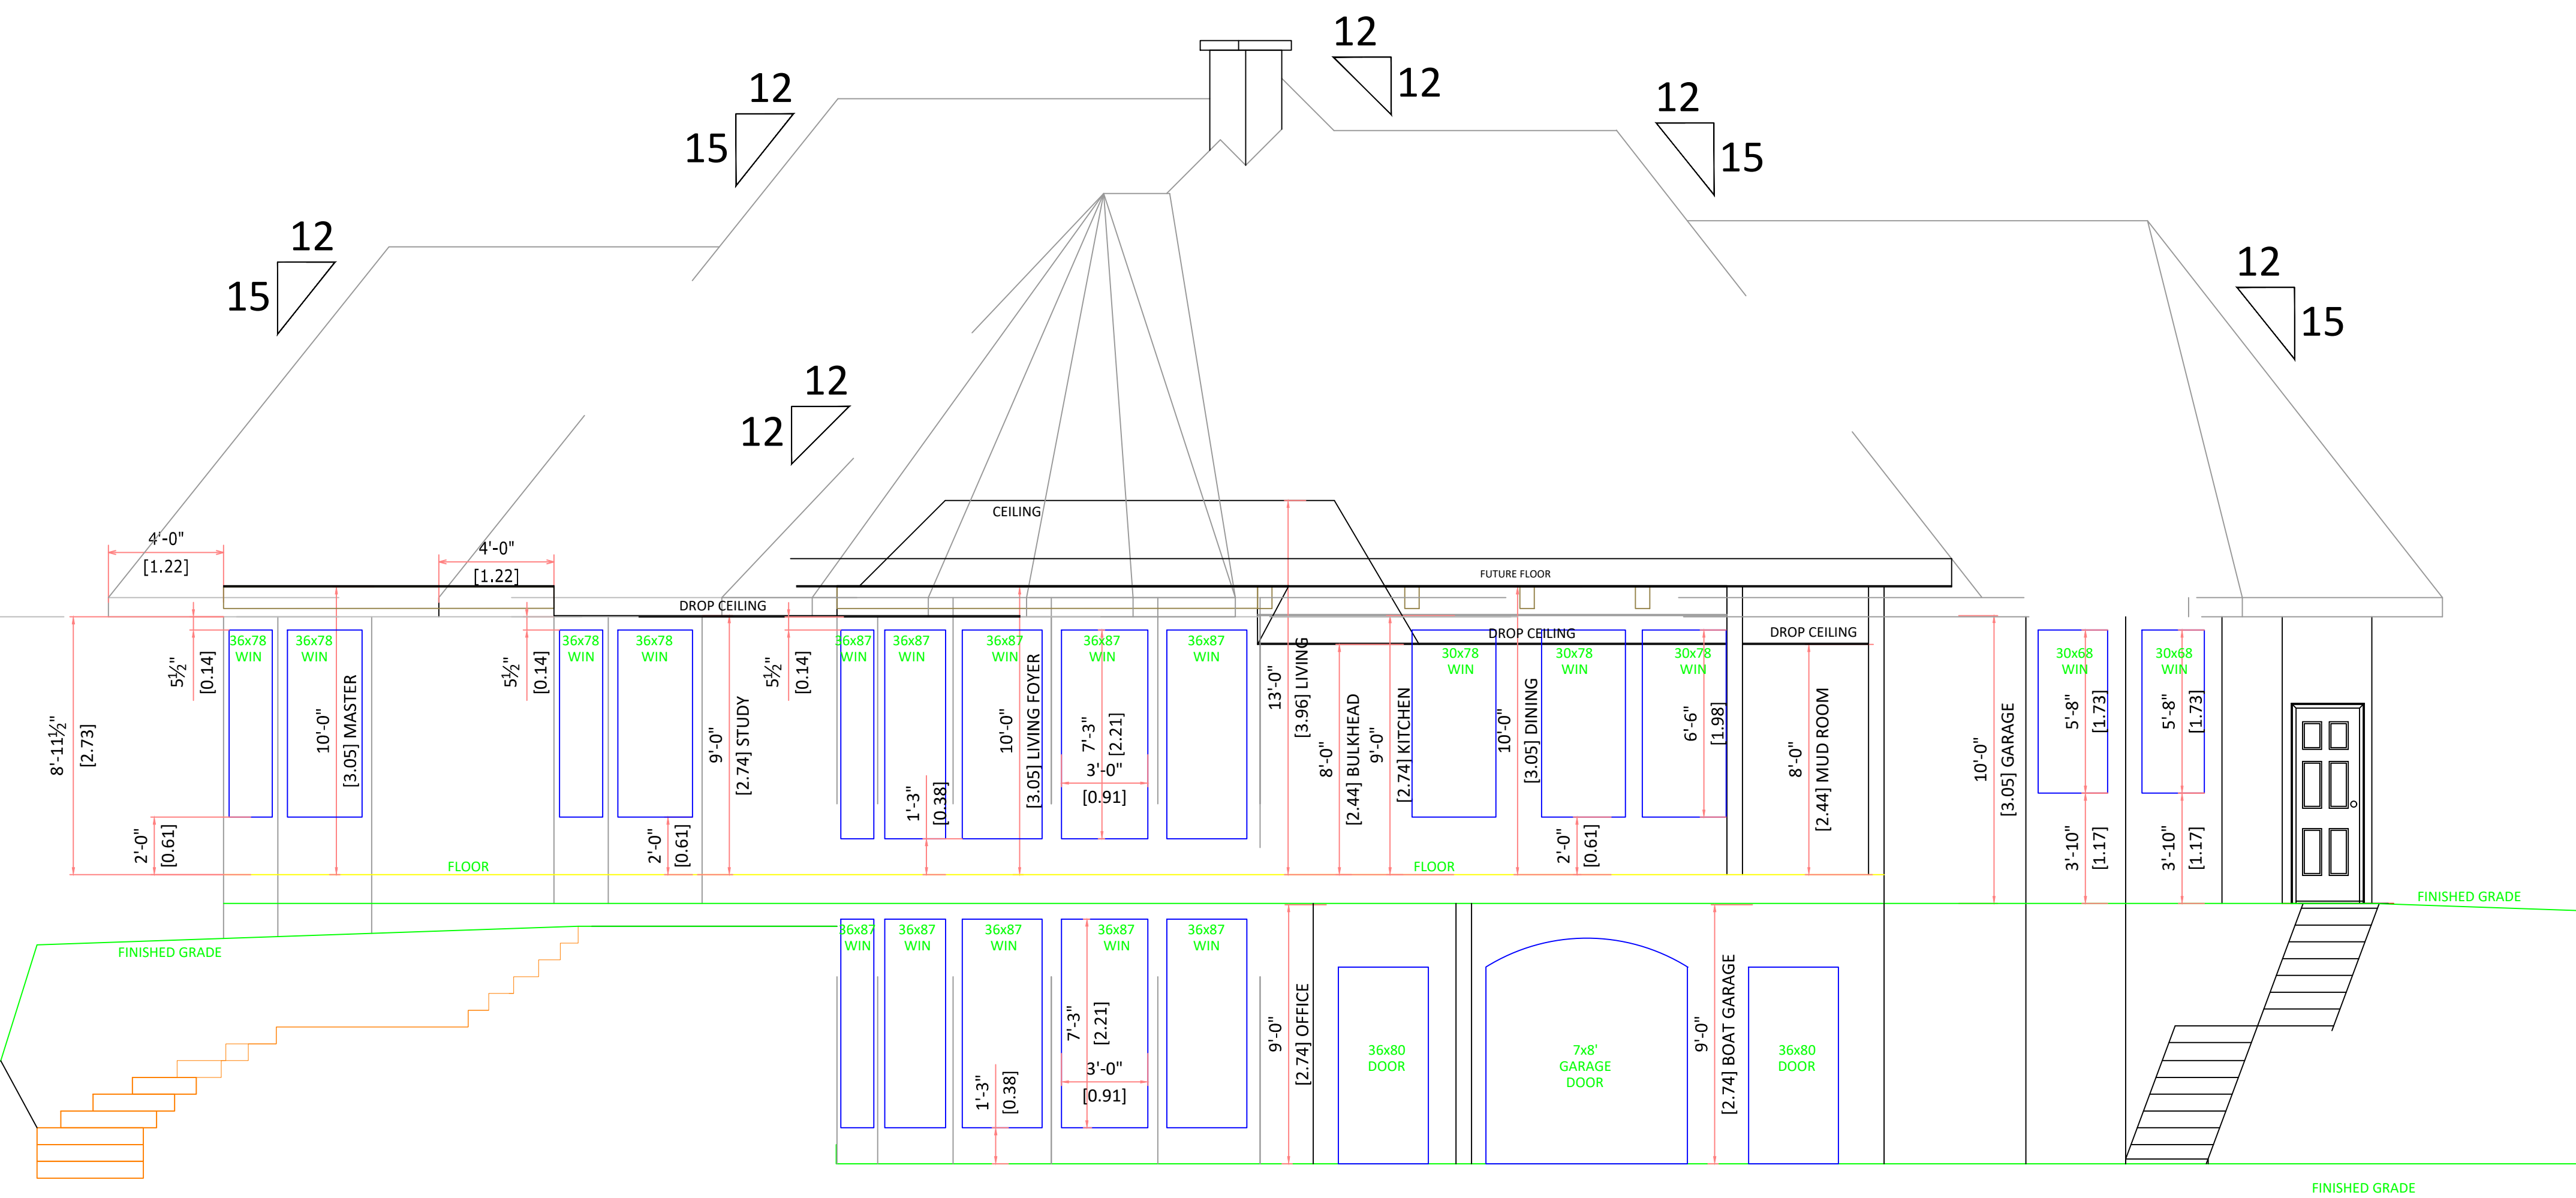 12
12
12
15
12
15
12
15
12
15
12
12
CEILING
4'-0"
[1.22]
4'-0"
[1.22]
FUTURE FLOOR
DROP CEILING
DROP CEILING
DROP CEILING
36x78
WIN
36x78
WIN
36x78
WIN
36x78
WIN
36x87
WIN
36x87
WIN
36x87
WIN
36x87
WIN
36x87
WIN
30x78
WIN
30x78
WIN
30x78
WIN
30x68
WIN
30x68
WIN
8'-11½"
[2.73]
5½"
[0.14]
2'-0"
[0.61]
10'-0"
[3.05] MASTER
5½"
[0.14]
2'-0"
[0.61]
9'-0"
[2.74] STUDY
5½"
[0.14]
1'-3"
[0.38]
10'-0"
[3.05] LIVING FOYER
7'-3"
[2.21]
3'-0"
[0.91]
13'-0"
[3.96] LIVING
8'-0"
[2.44] BULKHEAD
9'-0"
[2.74] KITCHEN
10'-0"
[3.05] DINING
2'-0"
[0.61]
6'-6"
[1.98]
8'-0"
[2.44] MUD ROOM
10'-0"
[3.05] GARAGE
5'-8"
[1.73]
3'-10"
[1.17]
5'-8"
[1.73]
3'-10"
[1.17]
FLOOR
FLOOR
FINISHED GRADE
FINISHED GRADE
36x87
WIN
36x87
WIN
36x87
WIN
36x87
WIN
36x87
WIN
7'-3"
[2.21]
3'-0"
[0.91]
1'-3"
[0.38]
9'-0"
[2.74] OFFICE
36x80
DOOR
7x8'
GARAGE
DOOR
9'-0"
[2.74] BOAT GARAGE
36x80
DOOR
FINISHED GRADE